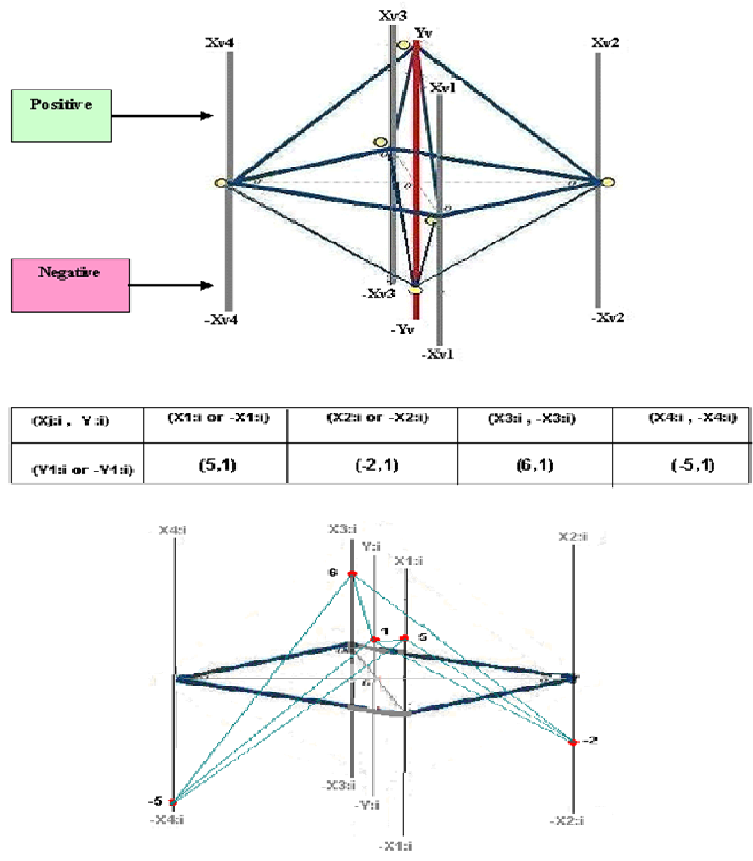 Xv3
Xv4
Yv
Xv2
Xv1
Positive
o
o
o
o
o
Negative
-Xv3
-Xv4
-Yv
-Xv2
-Xv1
(Xj:i , Y:i) (X1:i or -X1:i) (X2:i or -X2:i) (X3:i , -X3:i) (X4:i , -X4:i)
(Y1:i or -Y1:i) (5,1) (-2,1) (6,1) (-5,1)
X4:i
X3:i
X2:i
Y:i
X1:i
6
1
5
-2
-5
-X3:i
-Y:i
-X4:i
-X2:i
-X1:i